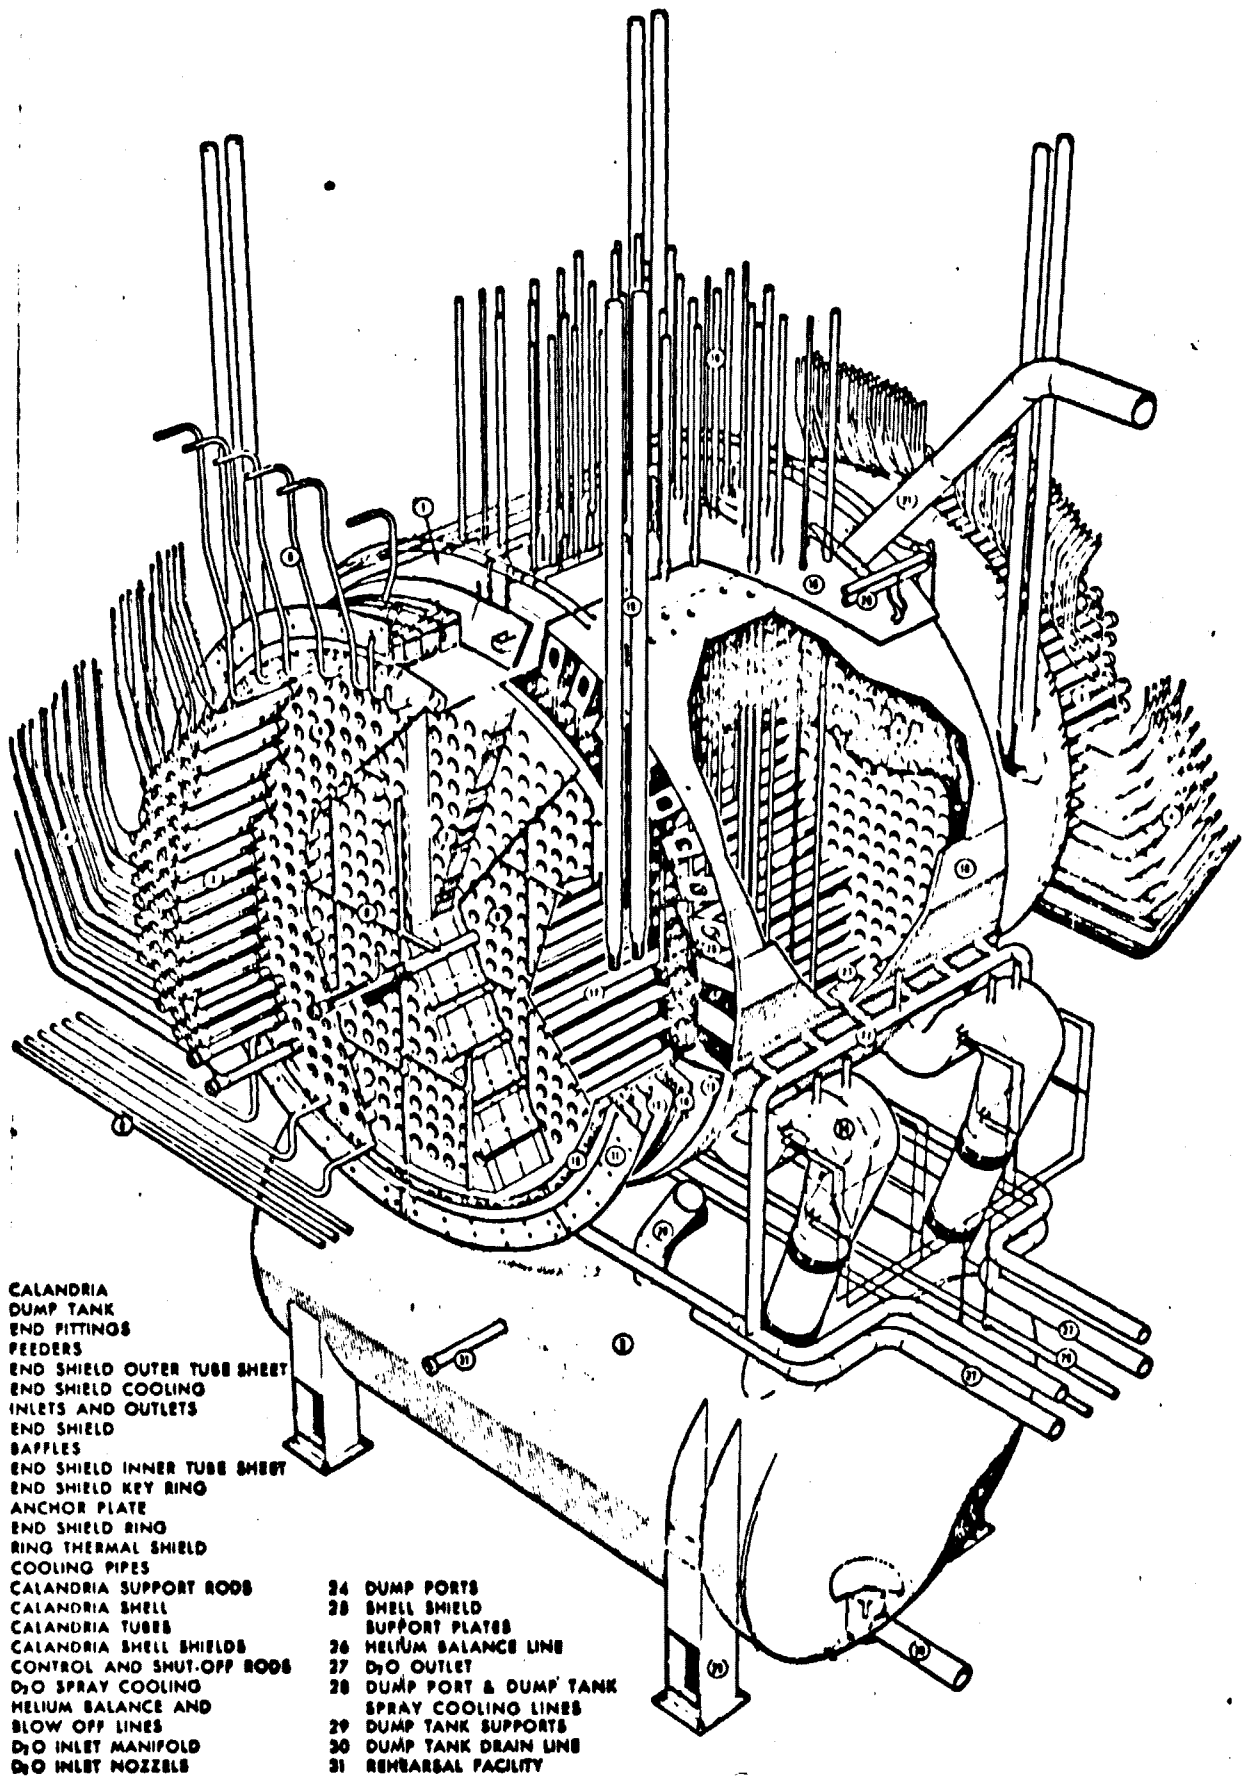 CALANDRIA
DUMP TANK
END FITTINGS
FEEDERS
END SHIELD OUTER TUBE SHEET
END SHIELD COOLING
INLETS AND OUTLETS
END SHIELD
BAFFLES
END SHIELD INNER TUBE SHEET
END SHIELD KEY RING
ANCHOR PLATE
END SHIELD RING
RING THERMAL SHIELD
COOLING PIPES
CALANDRIA SUPPORT RODS
CALANDRIA SHELL
CALANDRIA TUBES
CALANDRIA SHELL SHIELDS
CONTROL AND SHUT-OFF RODS
D₂O SPRAY COOLING
HELIUM BALANCE AND
BLOW OFF LINES
D₂O INLET MANIFOLD
D₂O INLET NOZZELS
24 DUMP PORTS
25 SHELL SHIELD
SUPPORT PLATES
26 HELIUM BALANCE LINE
27 D₂O OUTLET
28 DUMP PORT & DUMP TANK
SPRAY COOLING LINES
29 DUMP TANK SUPPORTS
30 DUMP TANK DRAIN LINE
31 REHEARSAL FACILITY